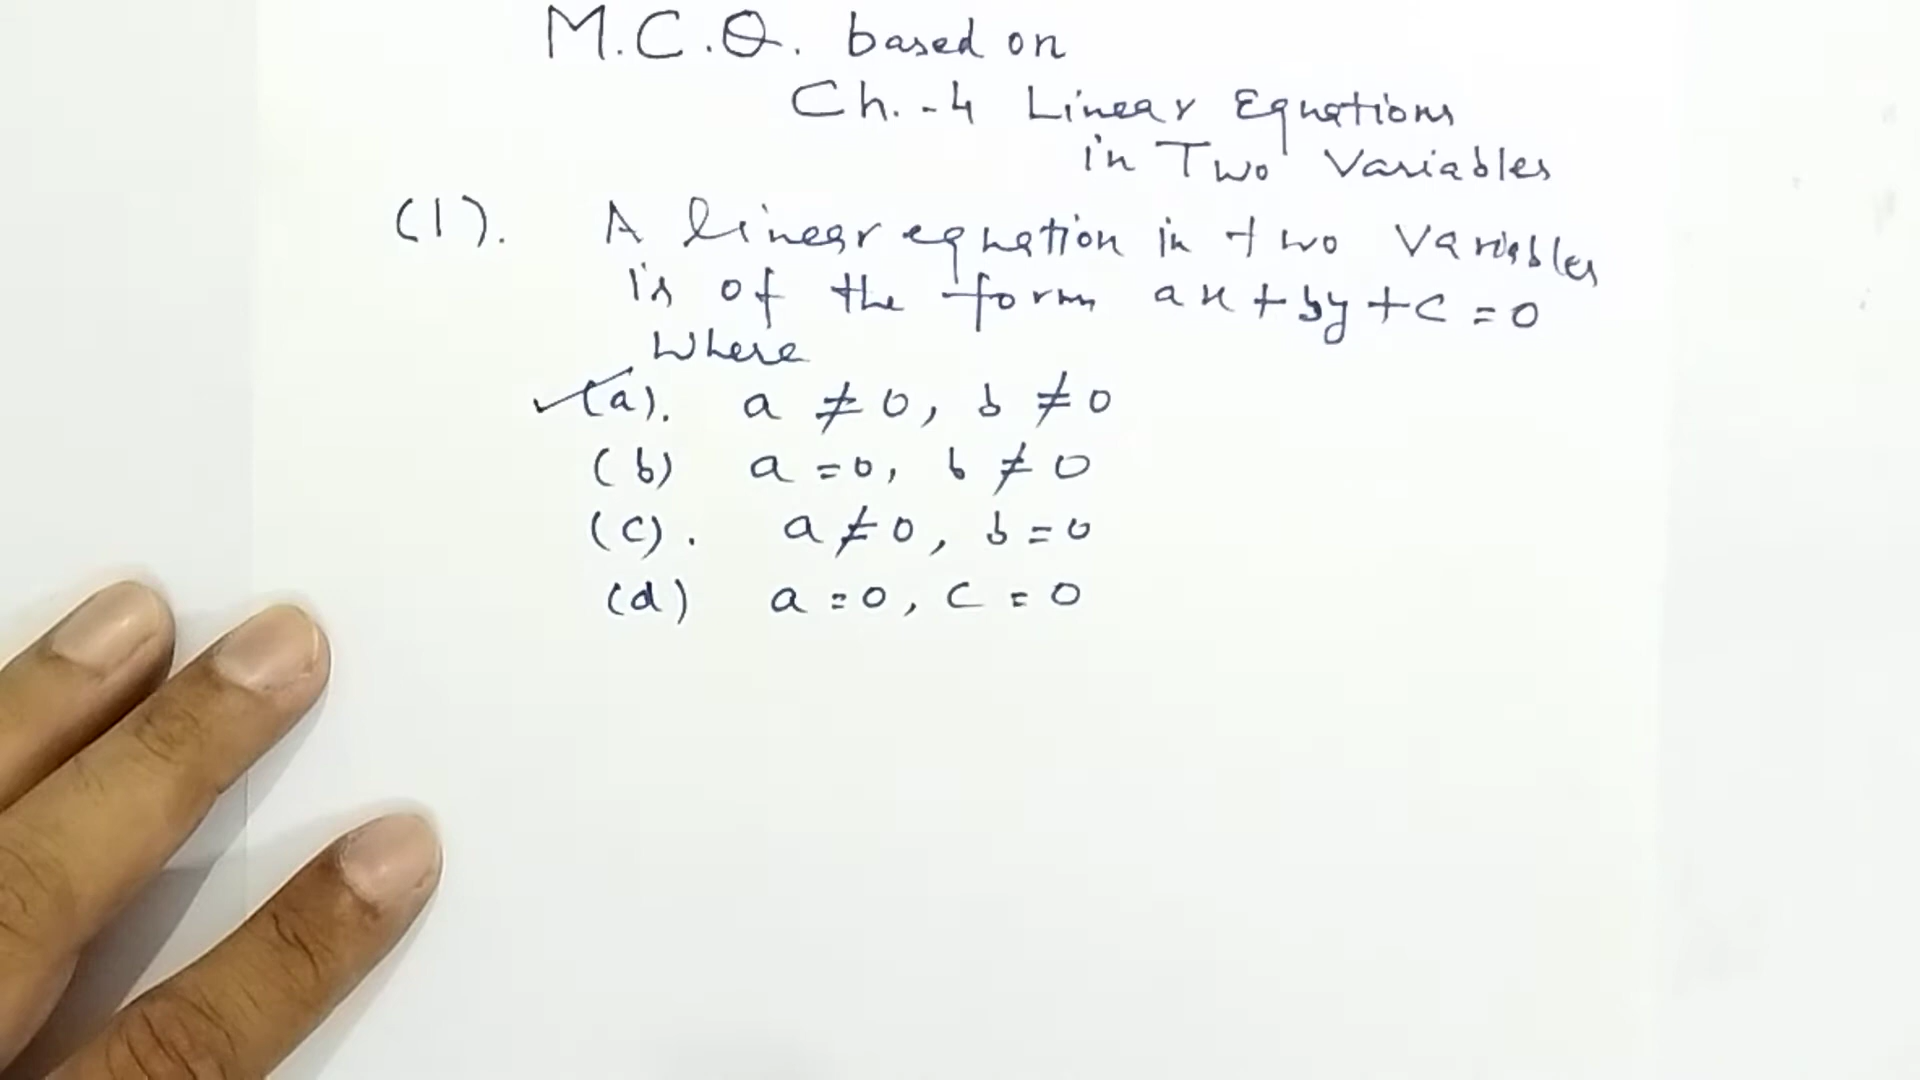 M.C.Q. based on
Ch.-4 Linear Equations
in Two Variables
(1). A linear equation in two variables
is of the form ax+by+c=0
Where
✓(a). a ≠ 0, b ≠ 0
(b) a = 0, b ≠ 0
(c). a ≠ 0, b = 0
(d) a = 0, c = 0